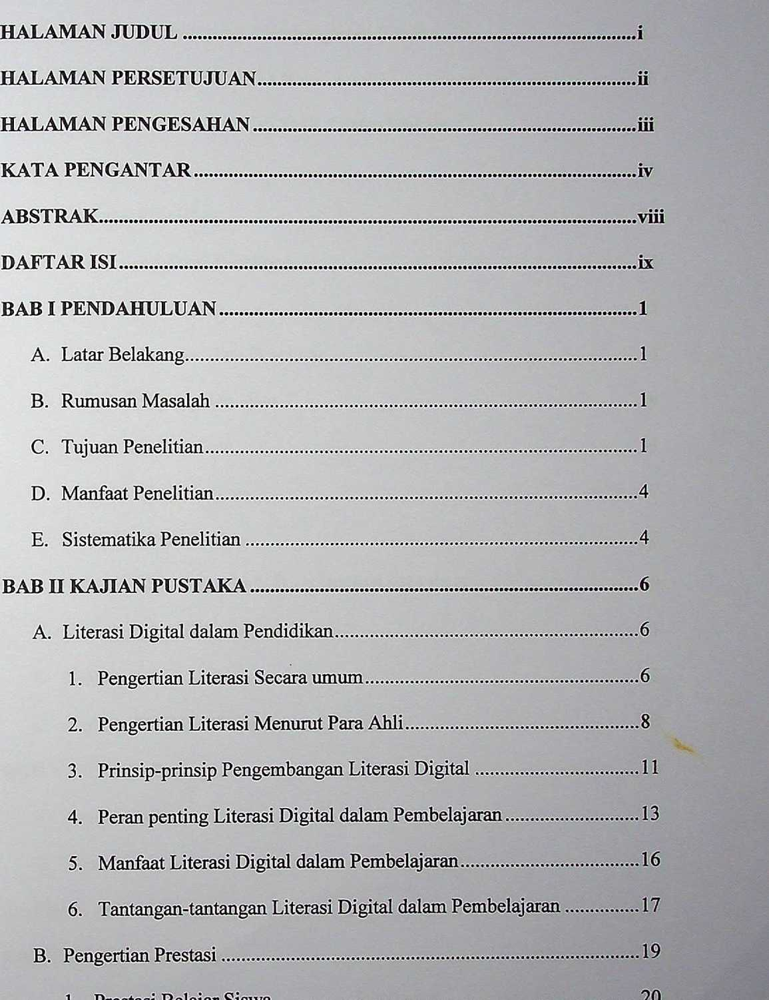 HALAMAN JUDUL ........................................................................................i
HALAMAN PERSETUJUAN..........................................................................ii
HALAMAN PENGESAHAN...........................................................................iii
KATA PENGANTAR.......................................................................................iv
ABSTRAK.........................................................................................................viii
DAFTAR ISI.....................................................................................................ix
BAB I PENDAHULUAN..................................................................................1
A. Latar Belakang.........................................................................................1
B. Rumusan Masalah ...................................................................................1
C. Tujuan Penelitian.....................................................................................1
D. Manfaat Penelitian...................................................................................4
E. Sistematika Penelitian .............................................................................4
BAB II KAJIAN PUSTAKA............................................................................6
A. Literasi Digital dalam Pendidikan............................................................6
1. Pengertian Literasi Secara umum.......................................................6
2. Pengertian Literasi Menurut Para Ahli...............................................8
3. Prinsip-prinsip Pengembangan Literasi Digital .................................11
4. Peran penting Literasi Digital dalam Pembelajaran...........................13
5. Manfaat Literasi Digital dalam Pembelajaran....................................16
6. Tantangan-tantangan Literasi Digital dalam Pembelajaran ...............17
B. Pengertian Prestasi ..................................................................................19
1. Prestasi Belajar Siswa 20